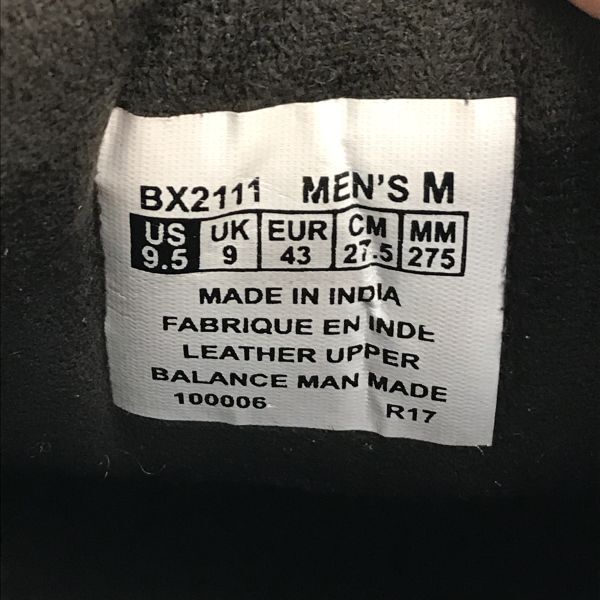 BX2111 MEN'S M
US UK EUR CM MM
9.5 9 43 27.5 275
MADE IN INDIA
FABRIQUE EN INDE
LEATHER UPPER
BALANCE MAN MADE
100006 R17